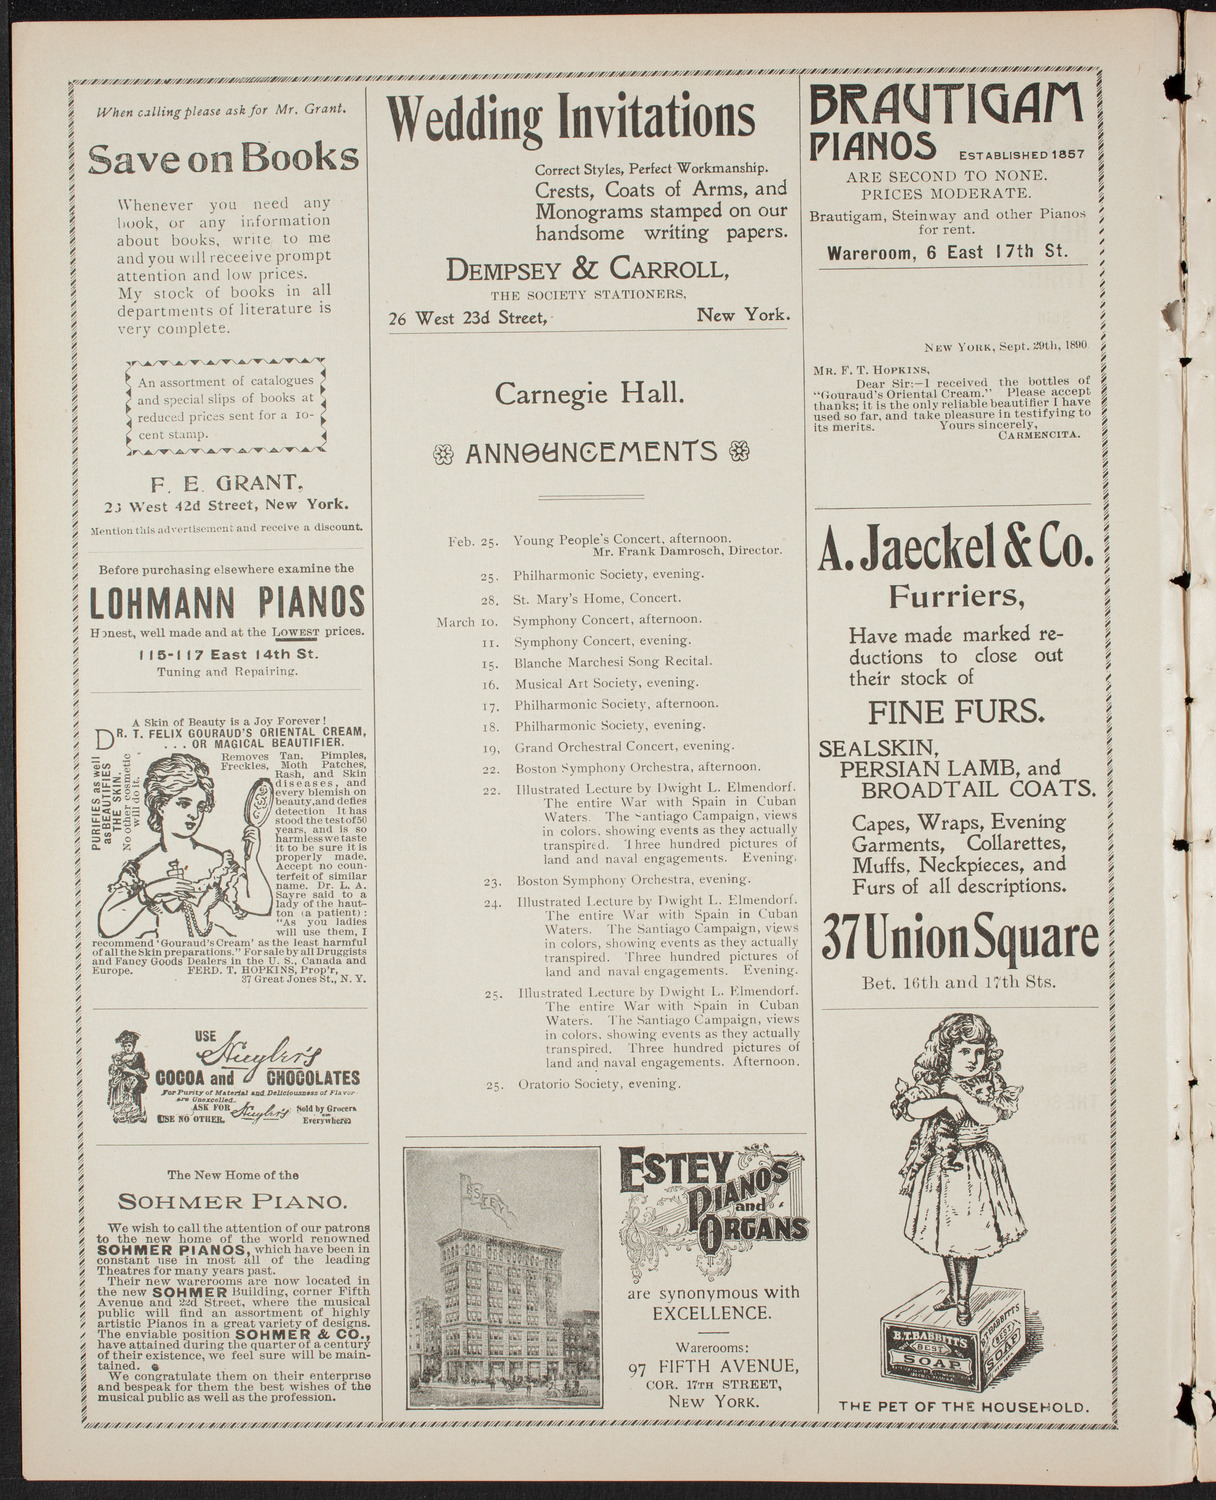 When calling please ask for Mr. Grant.
Save on Books
Whenever you need any
book, or any information
about books, write to me
and you will receeive prompt
attention and low prices.
My stock of books in all
departments of literature is
very complete.
An assortment of catalogues
and special slips of books at
reduced prices sent for a 10-
cent stamp.
F. E. GRANT,
23 West 42d Street, New York.
Mention this advertisement and receive a discount.
Before purchasing elsewhere examine the
LOHMANN PIANOS
Honest, well made and at the LOWEST prices.
115-117 East 14th St.
Tuning and Repairing.
A Skin of Beauty is a Joy Forever!
DR. T. FELIX GOURAUD'S ORIENTAL CREAM,
. . . OR MAGICAL BEAUTIFIER.
PURIFIES as well
as BEAUTIFIES
THE SKIN.
No other cosmetic
will do it.
Removes Tan, Pimples,
Freckles, Moth Patches,
Rash, and Skin
diseases, and
every blemish on
beauty, and defies
detection It has
stood the test of 50
years, and is so
harmless we taste
it to be sure it is
properly made.
Accept no coun-
terfeit of similar
name. Dr. L. A.
Sayre said to a
lady of the haut-
ton (a patient):
"As you ladies
will use them, I
recommend 'Gouraud's Cream' as the least harmful
of all the Skin preparations." For sale by all Druggists
and Fancy Goods Dealers in the U. S., Canada and
Europe. FERD. T. HOPKINS, Prop'r,
37 Great Jones St., N. Y.
USE
Huyler's
COCOA and CHOCOLATES
For Purity of Material and Deliciousness of Flavor
are Unexcelled.
ASK FOR Huyler's Sold by Grocers
USE NO OTHER. Everywhere
The New Home of the
SOHMER PIANO.
We wish to call the attention of our patrons
to the new home of the world renowned
SOHMER PIANOS, which have been in
constant use in most all of the leading
Theatres for many years past.
Their new warerooms are now located in
the new SOHMER Building, corner Fifth
Avenue and 22d Street, where the musical
public will find an assortment of highly
artistic Pianos in a great variety of designs.
The enviable position SOHMER & CO.,
have attained during the quarter of a century
of their existence, we feel sure will be main-
tained.
We congratulate them on their enterprise
and bespeak for them the best wishes of the
musical public as well as the profession.
Wedding Invitations
Correct Styles, Perfect Workmanship.
Crests, Coats of Arms, and
Monograms stamped on our
handsome writing papers.
DEMPSEY & CARROLL,
THE SOCIETY STATIONERS,
26 West 23d Street, New York.
Carnegie Hall.
ANNOUNCEMENTS
Feb. 25. Young People's Concert, afternoon.
Mr. Frank Damrosch, Director.
25. Philharmonic Society, evening.
28. St. Mary's Home, Concert.
March 10. Symphony Concert, afternoon.
11. Symphony Concert, evening.
15. Blanche Marchesi Song Recital.
16. Musical Art Society, evening.
17. Philharmonic Society, afternoon.
18. Philharmonic Society, evening.
19, Grand Orchestral Concert, evening.
22. Boston Symphony Orchestra, afternoon.
22. Illustrated Lecture by Dwight L. Elmendorf.
The entire War with Spain in Cuban
Waters. The Santiago Campaign, views
in colors, showing events as they actually
transpired. Three hundred pictures of
land and naval engagements. Evening.
23. Boston Symphony Orchestra, evening.
24. Illustrated Lecture by Dwight L. Elmendorf.
The entire War with Spain in Cuban
Waters. The Santiago Campaign, views
in colors, showing events as they actually
transpired. Three hundred pictures of
land and naval engagements. Evening.
25. Illustrated Lecture by Dwight L. Elmendorf.
The entire War with Spain in Cuban
Waters. The Santiago Campaign, views
in colors, showing events as they actually
transpired. Three hundred pictures of
land and naval engagements. Afternoon.
25. Oratorio Society, evening.
ESTEY
ESTEY
PIANOS
and
ORGANS
are synonymous with
EXCELLENCE.
Warerooms:
97 FIFTH AVENUE,
COR. 17TH STREET,
NEW YORK.
BRAUTIGAM
PIANOS ESTABLISHED 1857
ARE SECOND TO NONE.
PRICES MODERATE.
Brautigam, Steinway and other Pianos
for rent.
Wareroom, 6 East 17th St.
NEW YORK, Sept. 29th, 1890
MR. F. T. HOPKINS,
Dear Sir:—I received the bottles of
"Gouraud's Oriental Cream." Please accept
thanks; it is the only reliable beautifier I have
used so far, and take pleasure in testifying to
its merits. Yours sincerely,
CARMENCITA.
A. Jaeckel & Co.
Furriers,
Have made marked re-
ductions to close out
their stock of
FINE FURS.
SEALSKIN,
PERSIAN LAMB, and
BROADTAIL COATS.
Capes, Wraps, Evening
Garments, Collarettes,
Muffs, Neckpieces, and
Furs of all descriptions.
37 Union Square
Bet. 16th and 17th Sts.
B.T. BABBITT'S
BEST
SOAP
B.T. BABBITT'S
BEST
SOAP
THE PET OF THE HOUSEHOLD.